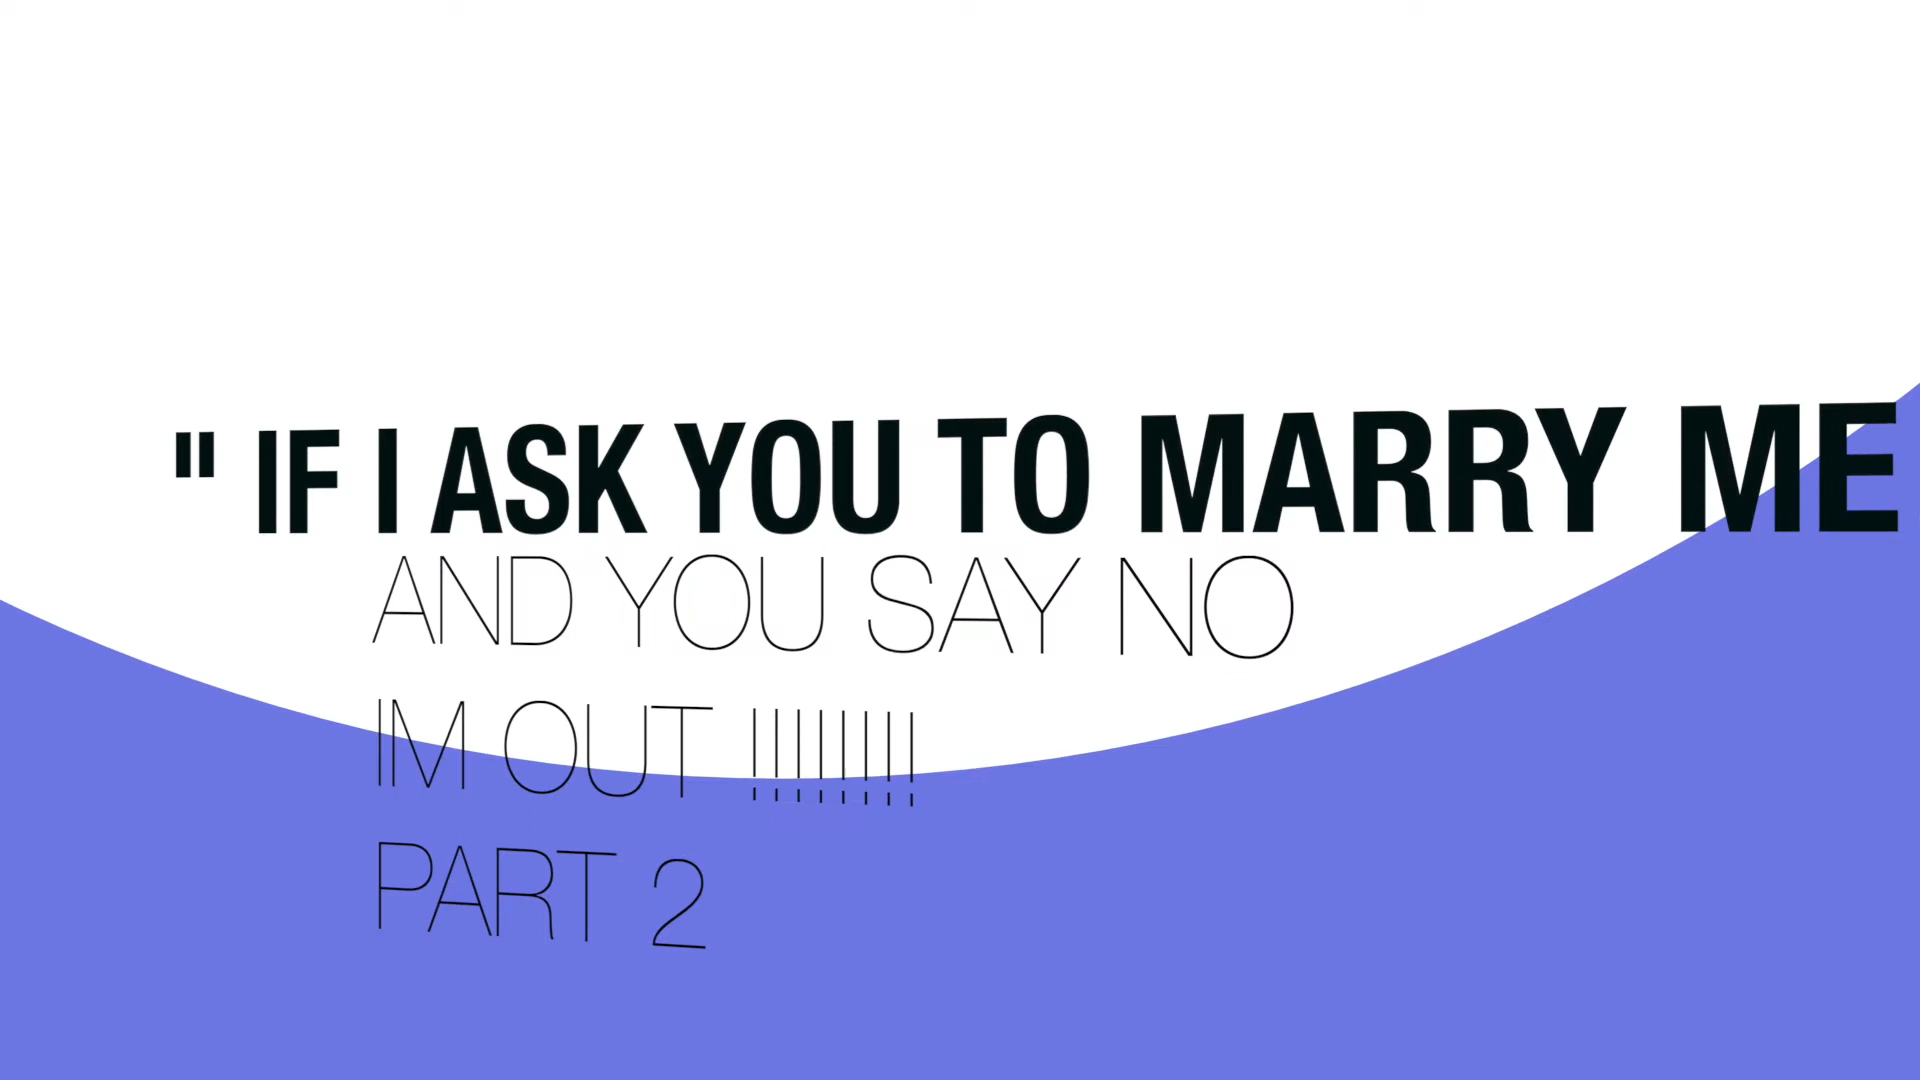 " IF I ASK YOU TO MARRY ME
AND YOU SAY NO
IM OUT !!!!!!!!
PART 2